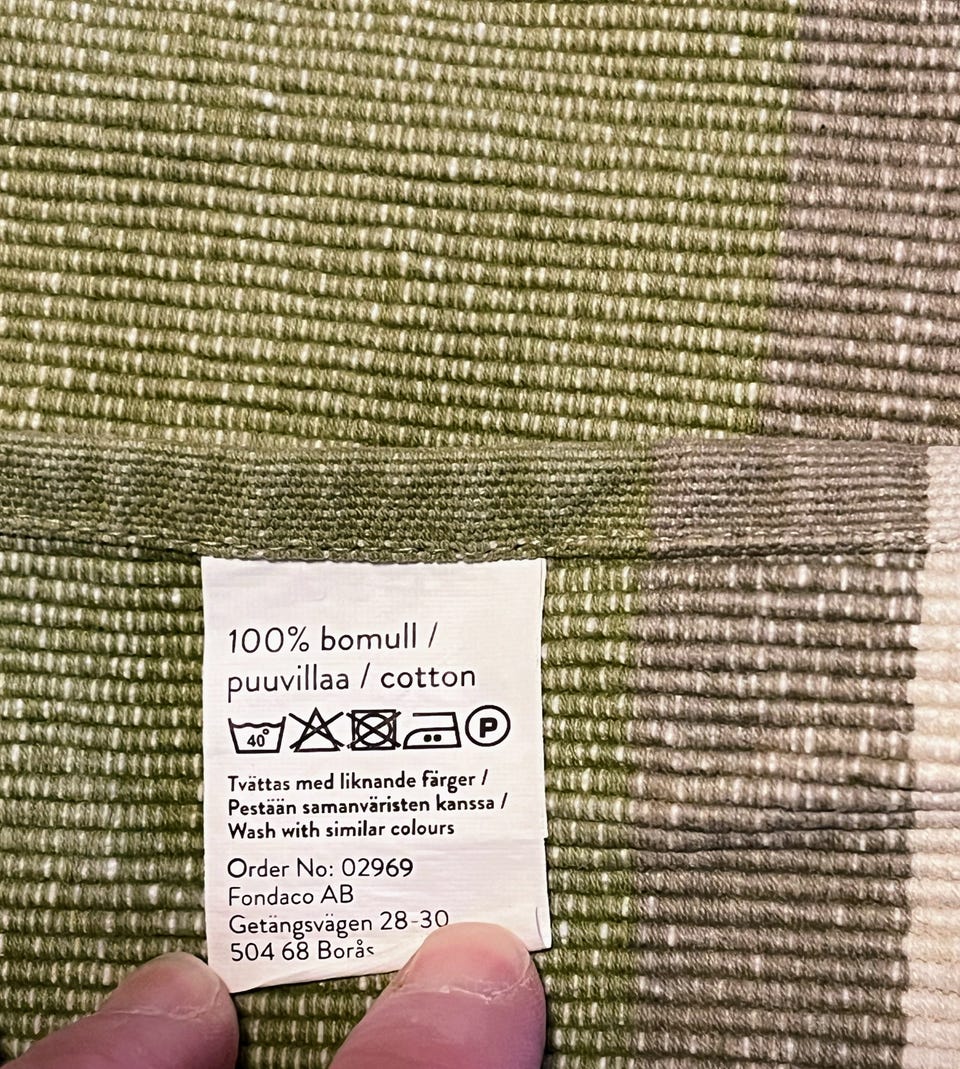 100% bomull /
puuvillaa / cotton
40° P
Tvättas med liknande färger /
Pestään samanväristen kanssa /
Wash with similar colours
Order No: 02969
Fondaco AB
Getängsvägen 28-30
504 68 Borås